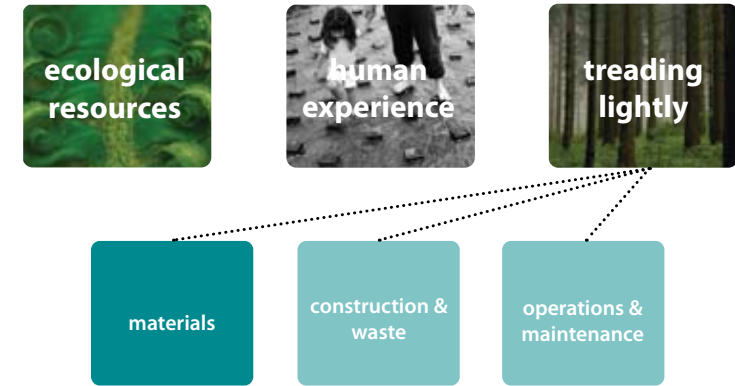 ecological
resources
human
experience
treading
lightly
materials
construction &
waste
operations &
maintenance